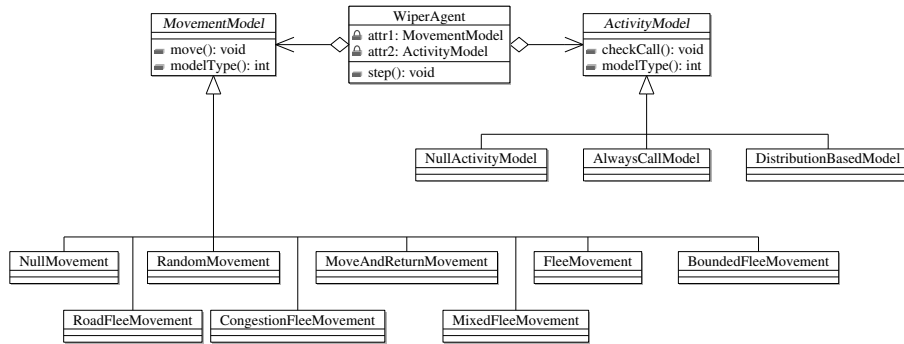 MovementModel
move(): void
modelType(): int
WiperAgent
attr1: MovementModel
attr2: ActivityModel
step(): void
ActivityModel
checkCall(): void
modelType(): int
NullActivityModel
AlwaysCallModel
DistributionBasedModel
NullMovement
RandomMovement
MoveAndReturnMovement
FleeMovement
BoundedFleeMovement
RoadFleeMovement
CongestionFleeMovement
MixedFleeMovement